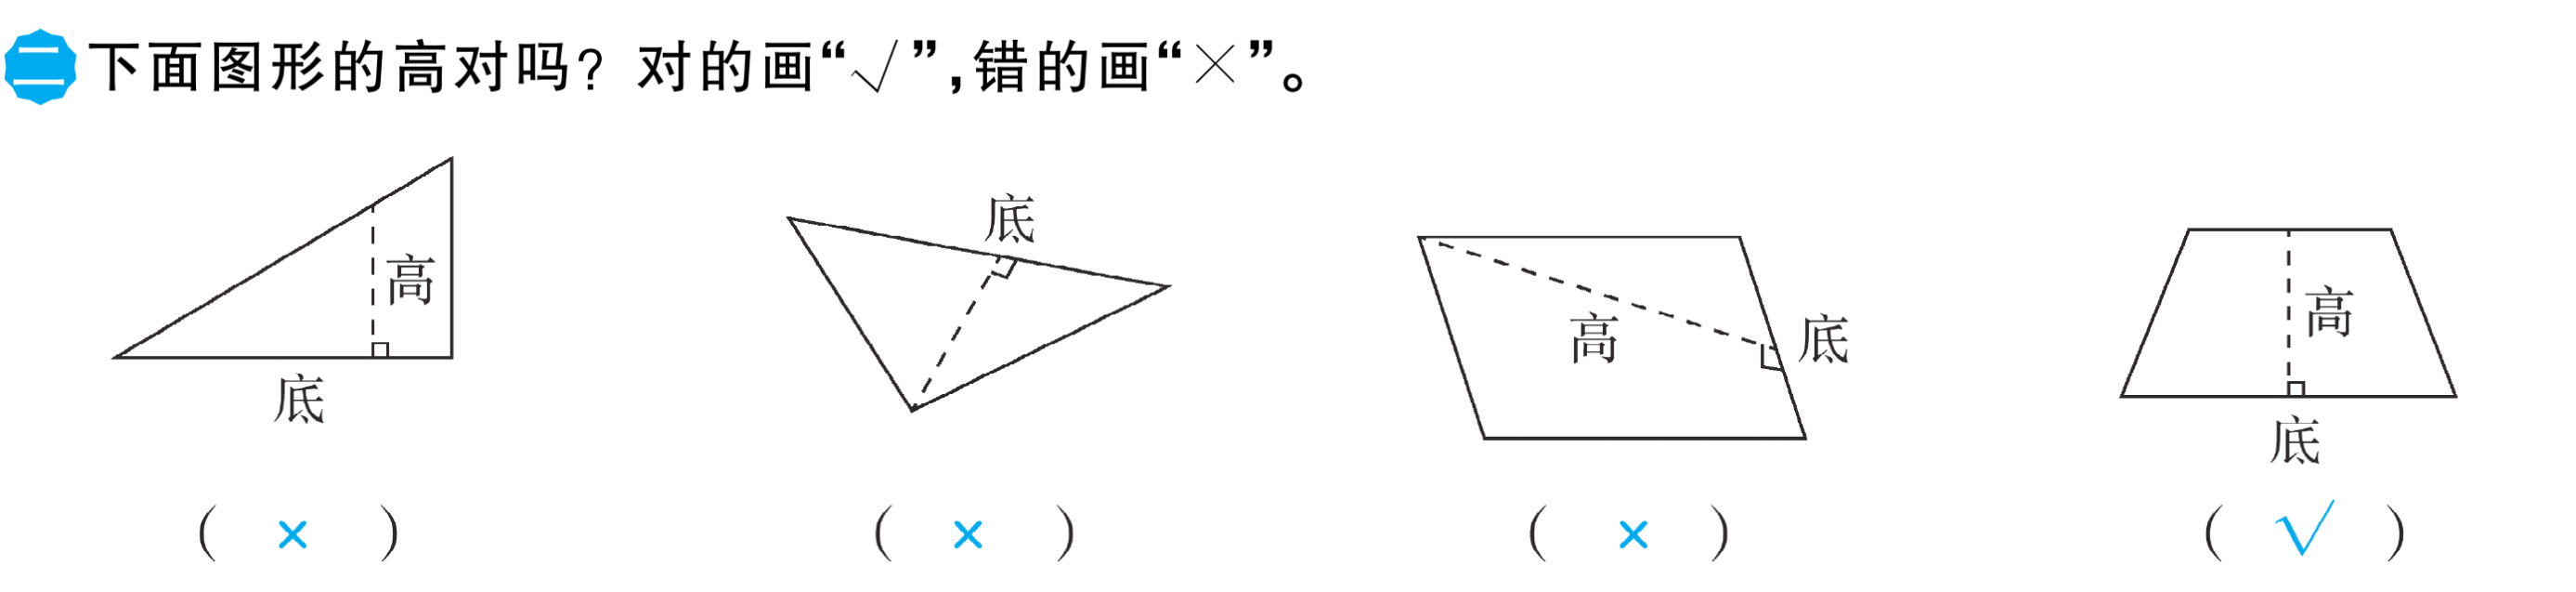 二 下面图形的高对吗? 对的画“√”,错的画“×”。
底
高 底 高 底
高
底 底
( × ) ( × ) ( × ) ( √ )